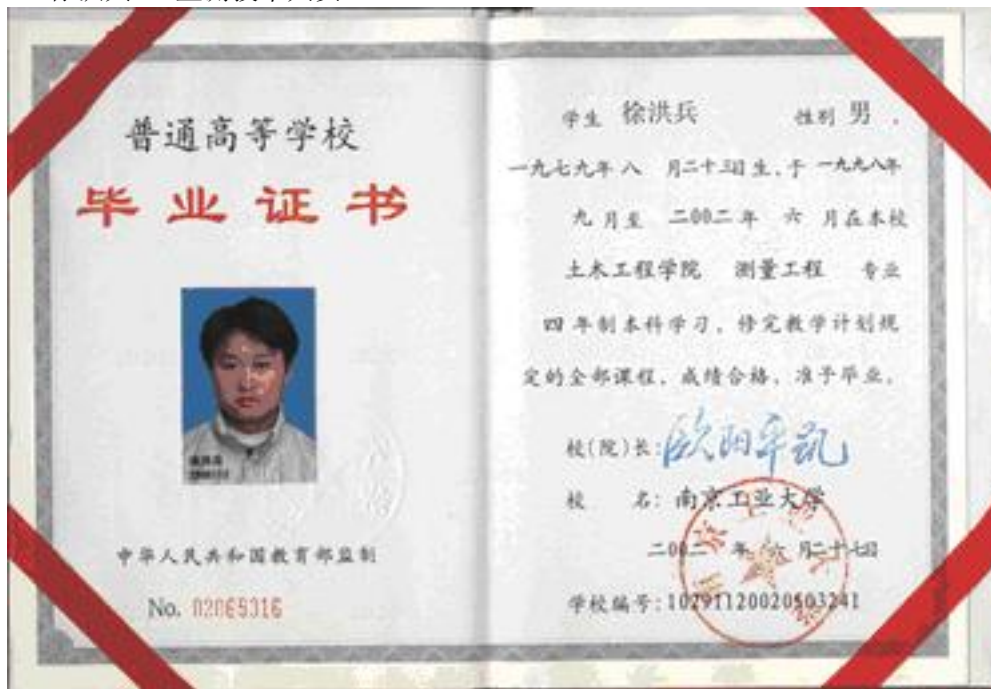 普通高等学校
毕业证书
中华人民共和国教育部监制
No. 02065316
学生 徐洪兵 性别 男 ,
一九七九年 八 月二十三日生,于 一九九八年
九 月至 二00二年 六 月在本校
土木工程学院 测量工程 专业
四 年制本科学习,修完教学计划规
定的全部课程,成绩合格,准予毕业。
校(院)长:欧阳平凯
校 名:南京工业大学
二00二 年 六 月二十七日
学校编号:10291120020503241